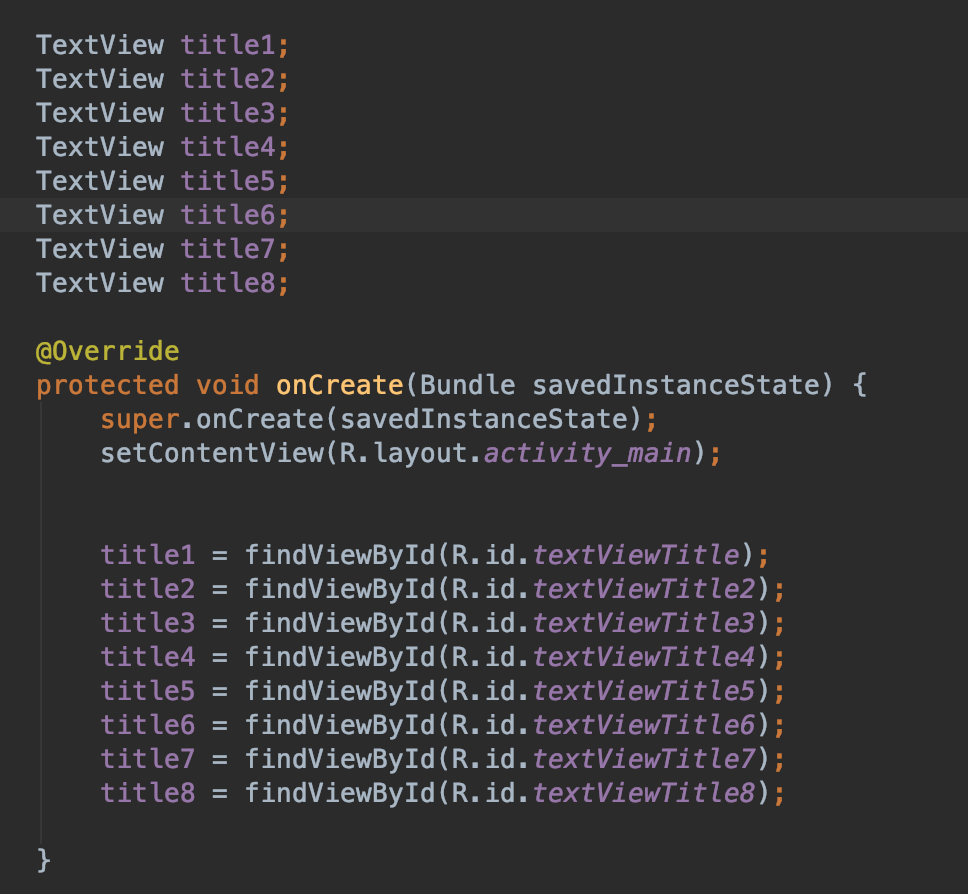 TextView title1;
TextView title2;
TextView title3;
TextView title4;
TextView title5;
TextView title6;
TextView title7;
TextView title8;
@Override
protected void onCreate(Bundle savedInstanceState) {
super.onCreate(savedInstanceState);
setContentView(R.layout.activity_main);
title1 = findViewById(R.id.textViewTitle);
title2 = findViewById(R.id.textViewTitle2);
title3 = findViewById(R.id.textViewTitle3);
title4 = findViewById(R.id.textViewTitle4);
title5 = findViewById(R.id.textViewTitle5);
title6 = findViewById(R.id.textViewTitle6);
title7 = findViewById(R.id.textViewTitle7);
title8 = findViewById(R.id.textViewTitle8);
}